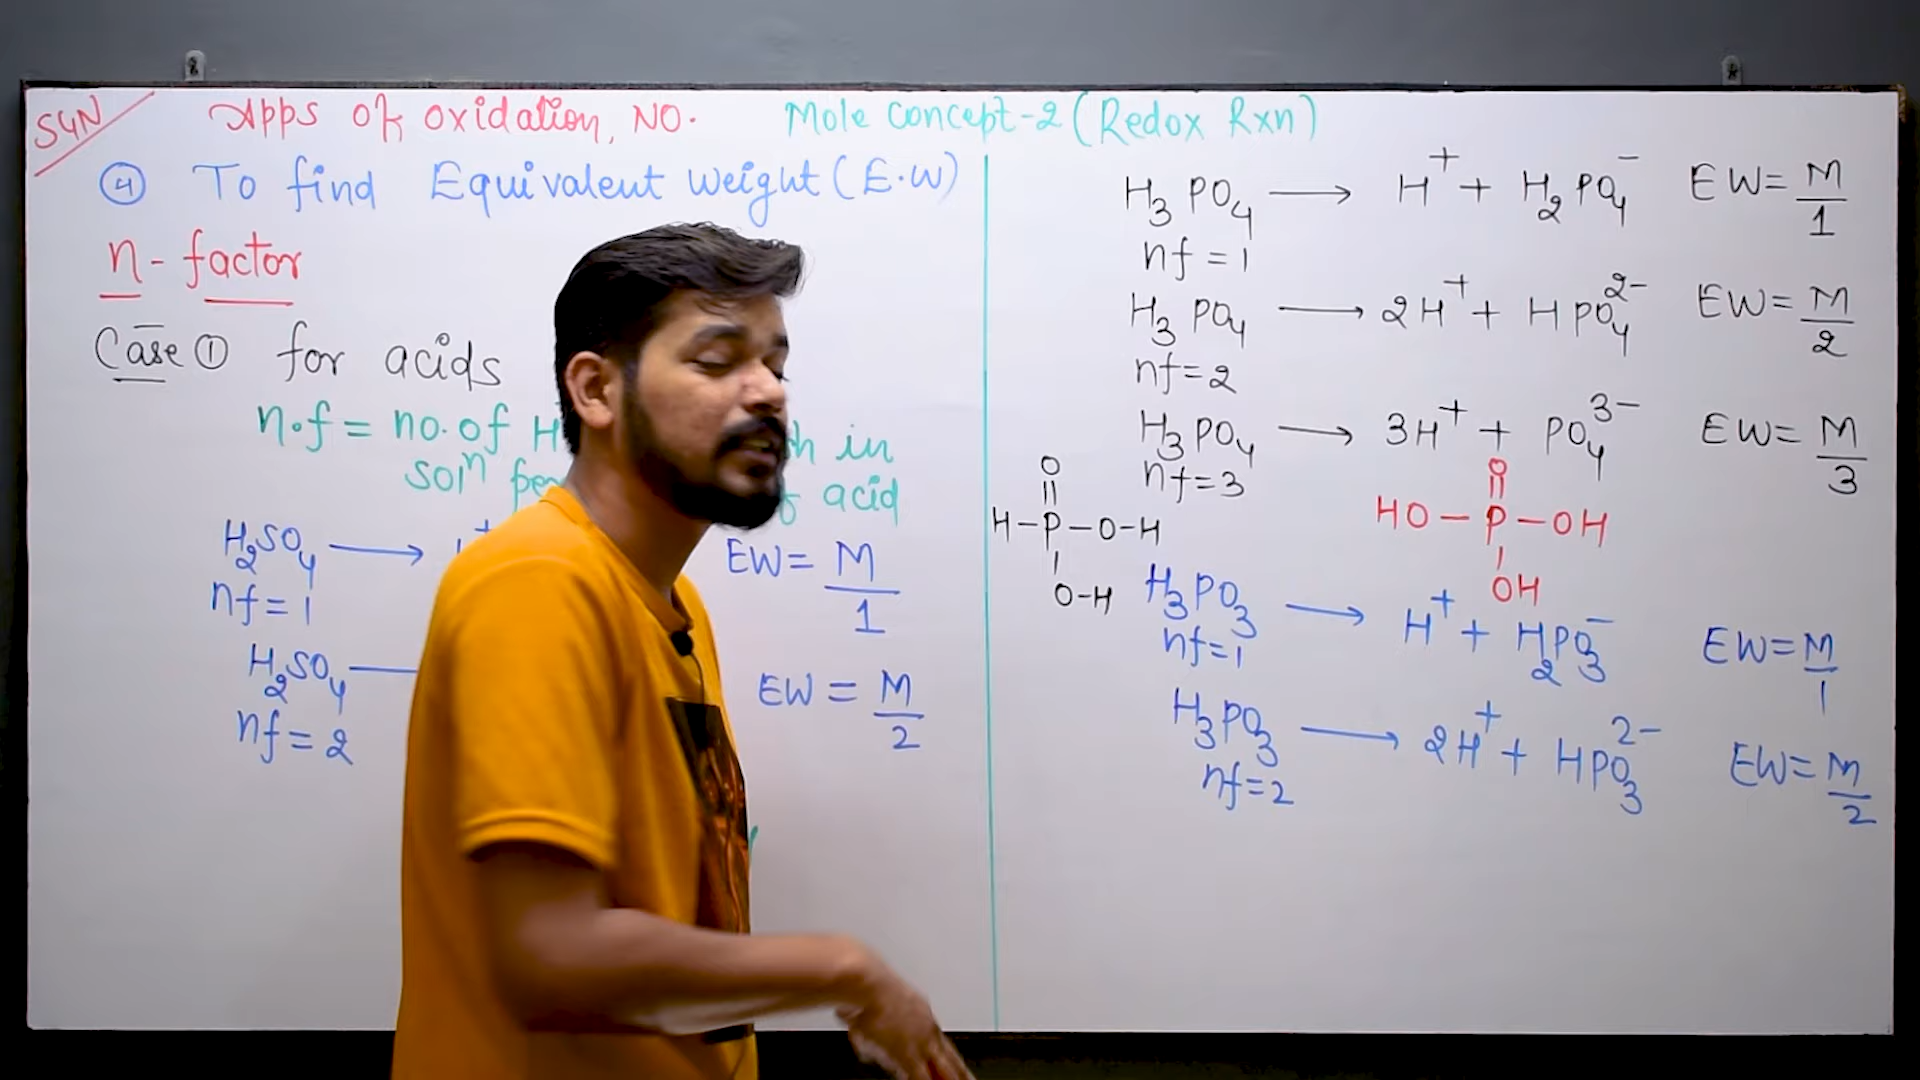 SGN
Apps of oxidation, NO. Mole Concept-2 (Redox Rxn)
④ To find Equivalent Weight (E.W)
n-factor
Case ① for acids
n.f = no. of H in
solⁿ acid
H₂SO₄ ⟶ EW = M/1
nf = 1
H₂SO₄ — EW = M/2
nf = 2
H₃PO₄ ⟶ H⁺ + H₂PO₄⁻ EW = M/1
nf = 1
H₃PO₄ ⟶ 2H⁺ + HPO₄²⁻ EW = M/2
nf = 2
H₃PO₄ ⟶ 3H⁺ + PO₄³⁻ EW = M/3
nf = 3
O
||
H-P-O-H
|
O-H
O
||
HO-P-OH
|
OH
H₃PO₃ ⟶ H⁺ + H₂PO₃⁻ EW = M/1
nf = 1
H₃PO₃ ⟶ 2H⁺ + HPO₃²⁻ EW = M/2
nf = 2